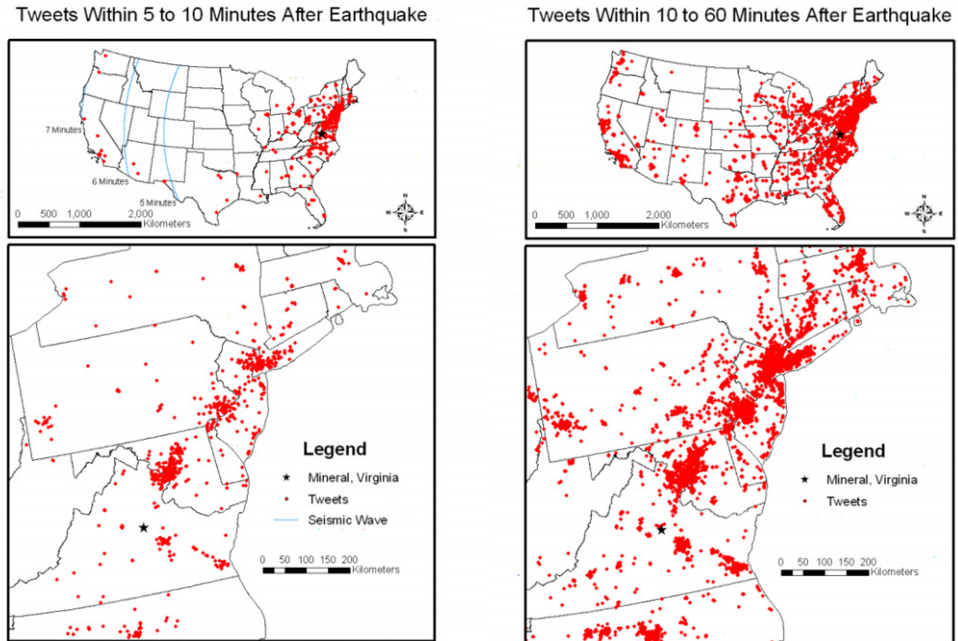 Tweets Within 5 to 10 Minutes After Earthquake
7 Minutes
6 Minutes
5 Minutes
0 500 1,000 2,000
Kilometers
N
W E
S
Legend
Mineral, Virginia
Tweets
Seismic Wave
0 50 100 150 200
Kilometers
Tweets Within 10 to 60 Minutes After Earthquake
0 500 1,000 2,000
Kilometers
N
W E
S
Legend
Mineral, Virginia
Tweets
0 50 100 150 200
Kilometers